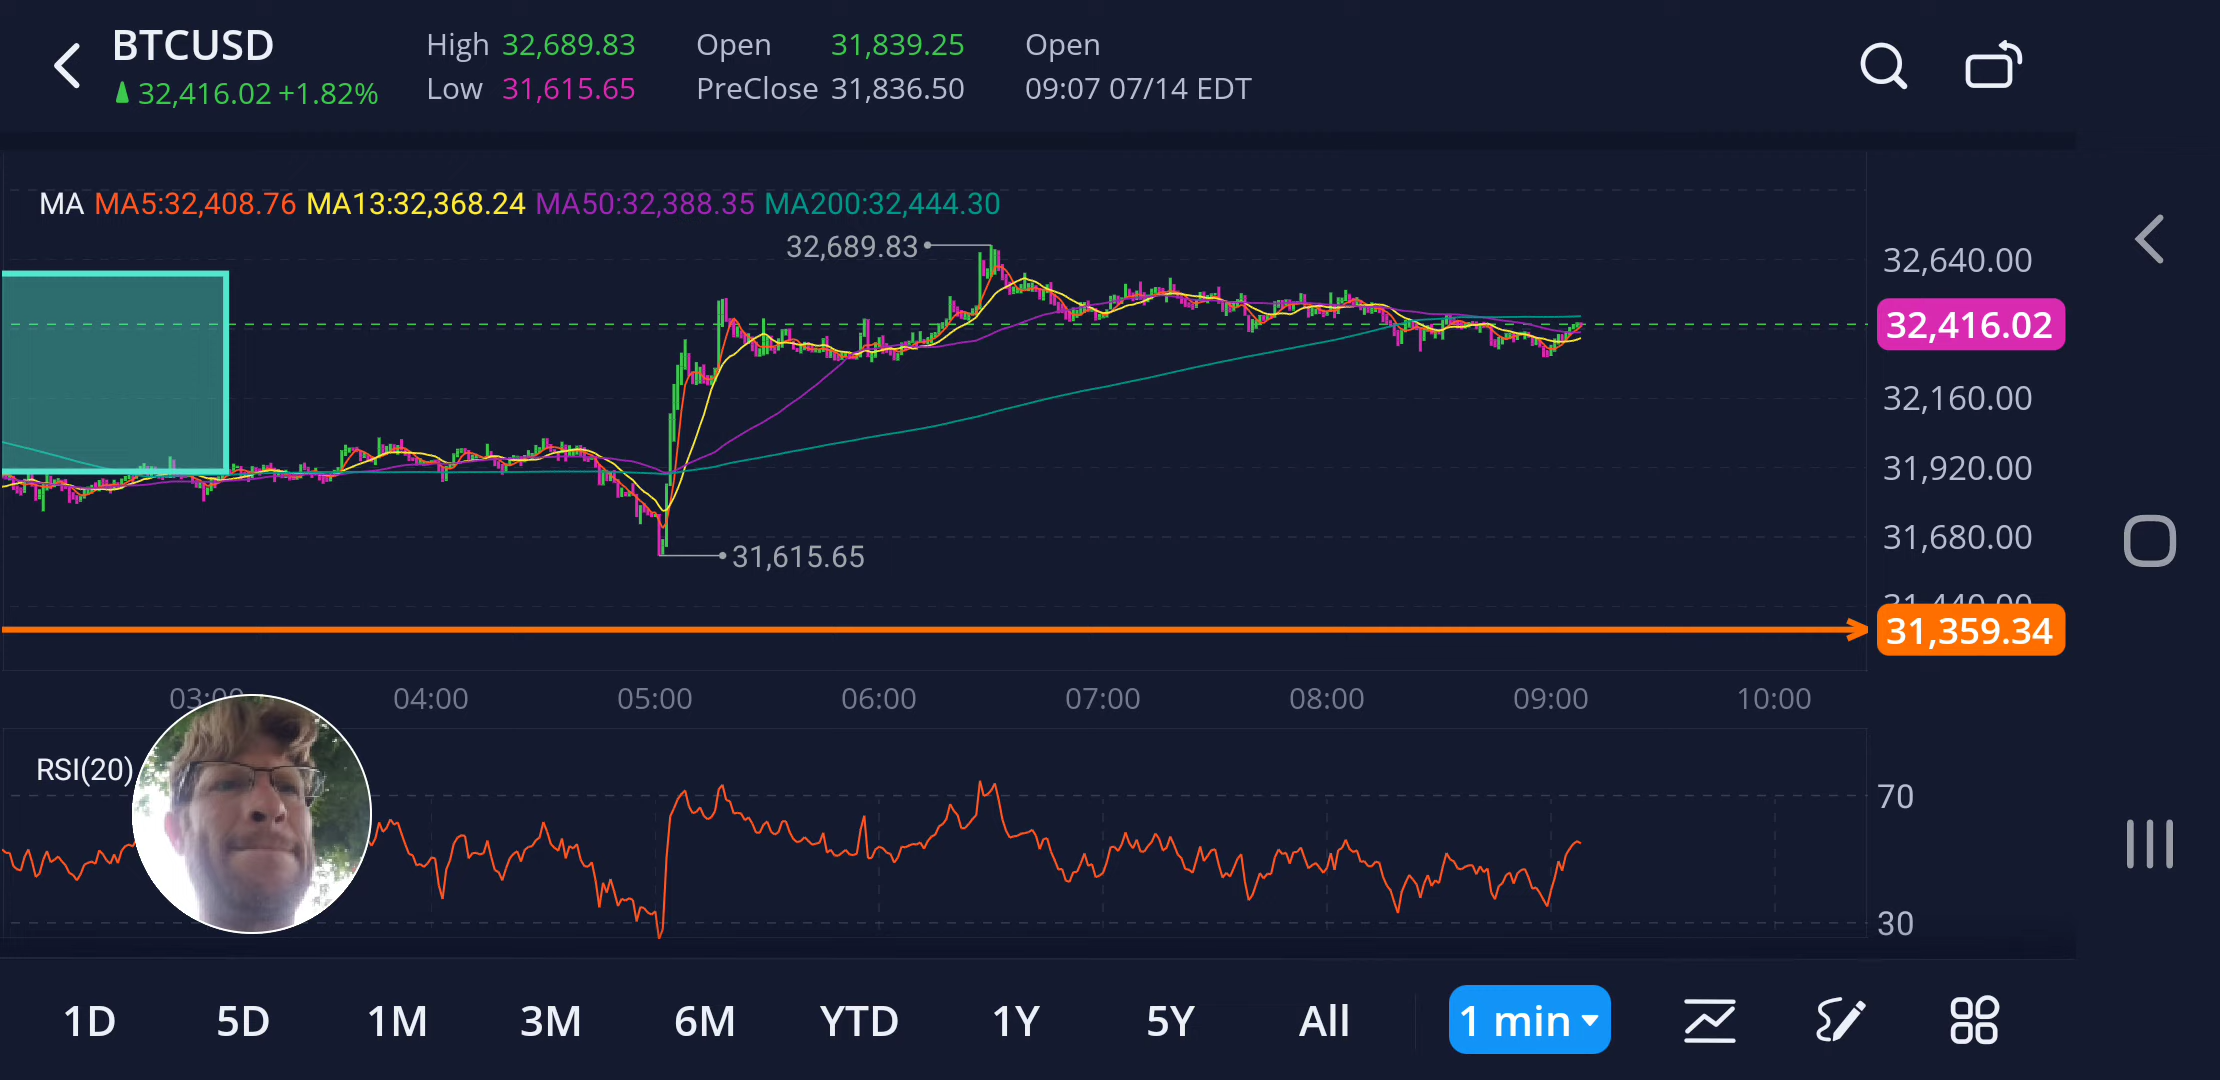 BTCUSD
32,416.02 +1.82%
High 32,689.83
Low 31,615.65
Open 31,839.25
PreClose 31,836.50
Open
09:07 07/14 EDT
MA MA5:32,408.76 MA13:32,368.24 MA50:32,388.35 MA200:32,444.30
32,689.83
31,615.65
32,640.00
32,416.02
32,160.00
31,920.00
31,680.00
31,440.00
31,359.34
03:00 04:00 05:00 06:00 07:00 08:00 09:00 10:00
RSI(20)
70
30
1D 5D 1M 3M 6M YTD 1Y 5Y All 1 min